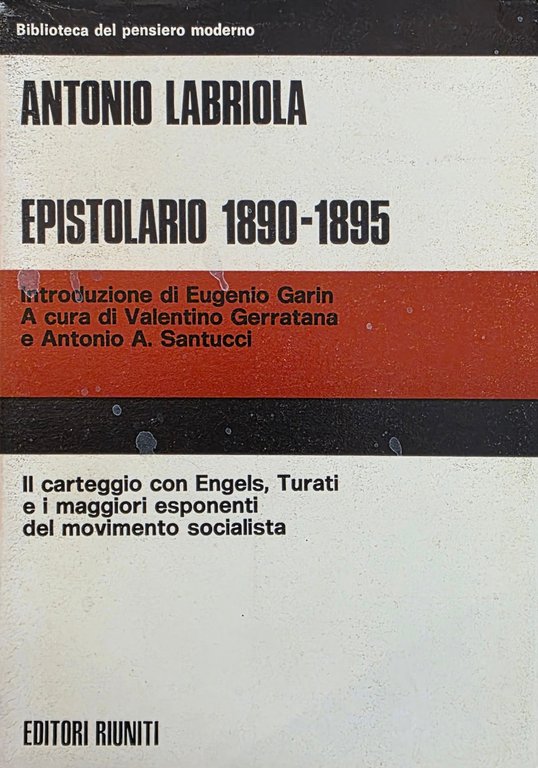 Biblioteca del pensiero moderno
ANTONIO LABRIOLA
EPISTOLARIO 1890-1895
Introduzione di Eugenio Garin
A cura di Valentino Gerratana
e Antonio A. Santucci
Il carteggio con Engels, Turati
e i maggiori esponenti
del movimento socialista
EDITORI RIUNITI